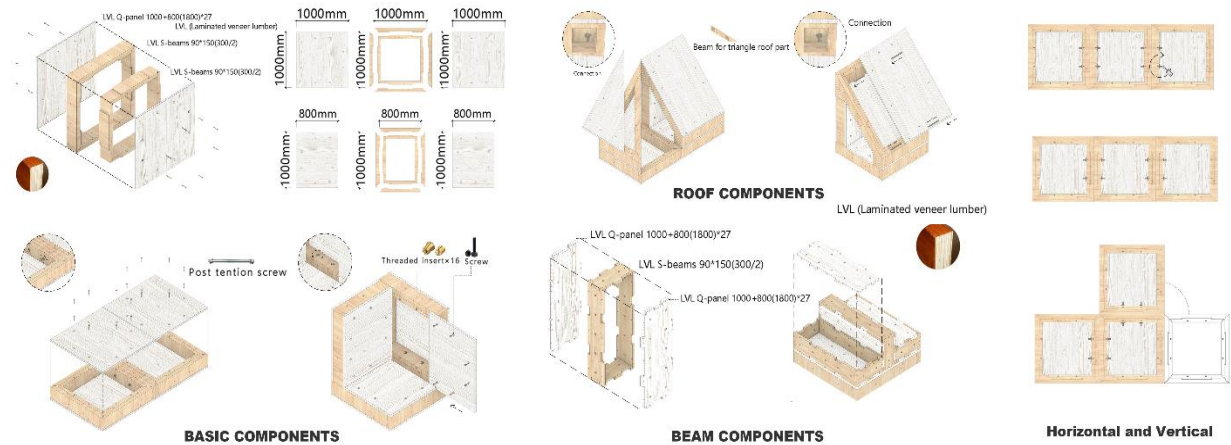 LVL Q-panel 1000+800(1800)*27
LVL (Laminated veneer lumber)
LVL S-beams 90*150(300/2)
LVL S-beams 90*150(300/2)
1000mm
1000mm
1000mm
1000mm
1000mm
1000mm
800mm
800mm
800mm
1000mm
1000mm
1000mm
Post tention screw
Threaded insert×16
Screw
BASIC COMPONENTS
Connection
Beam for triangle roof part
Connection
ROOF COMPONENTS
LVL (Laminated veneer lumber)
LVL Q-panel 1000+800(1800)*27
LVL S-beams 90*150(300/2)
LVL Q-panel 1000+800(1800)*27
BEAM COMPONENTS
Horizontal and Vertical